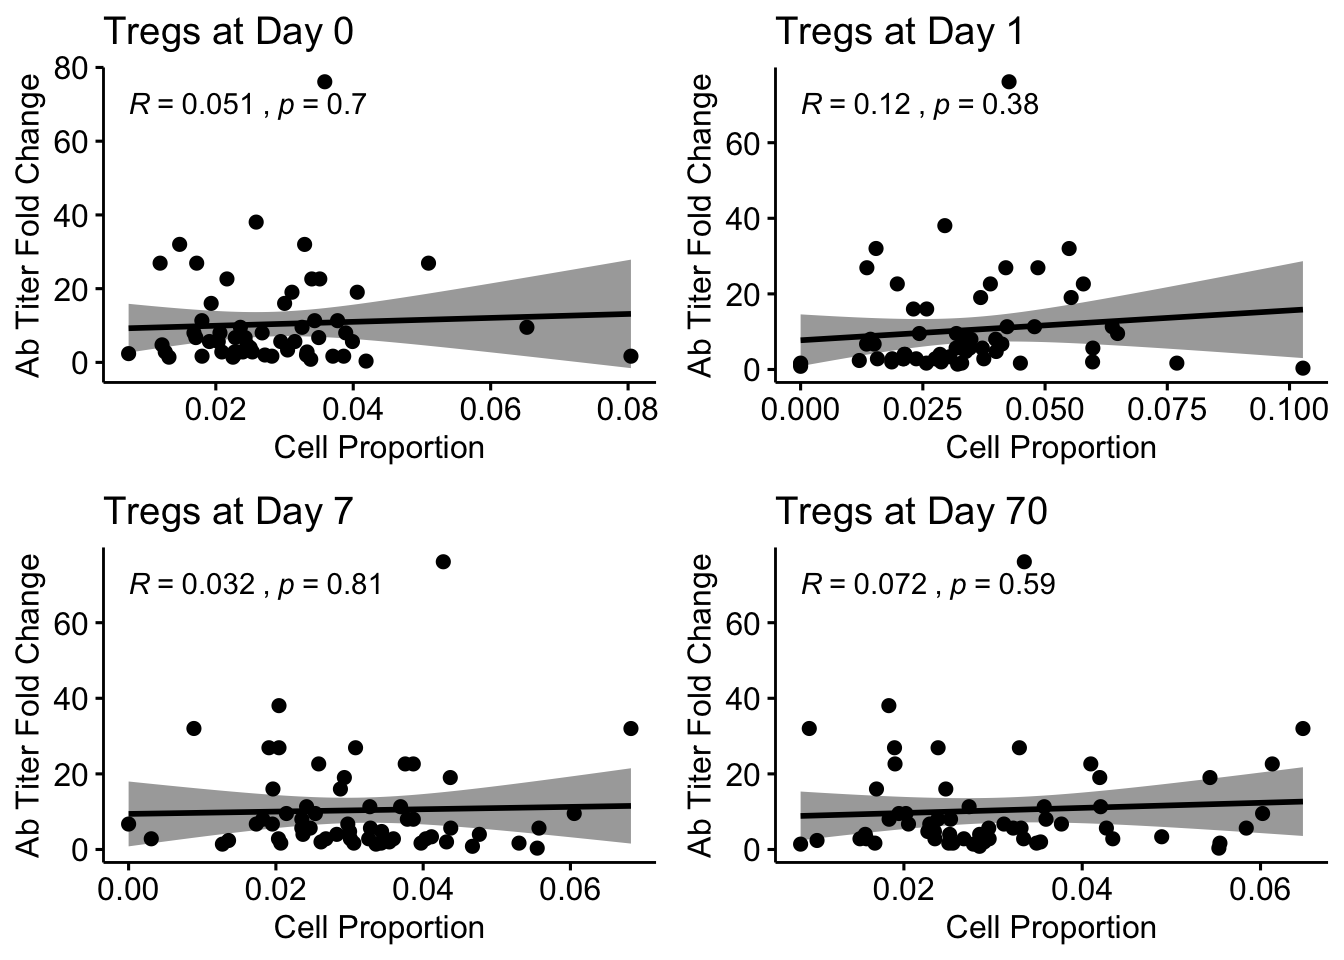 Tregs at Day 0
Ab Titer Fold Change
80
60
40
20
0
R = 0.051 , p = 0.7
0.02 0.04 0.06 0.08
Cell Proportion
Tregs at Day 1
Ab Titer Fold Change
60
40
20
0
R = 0.12 , p = 0.38
0.000 0.025 0.050 0.075 0.100
Cell Proportion
Tregs at Day 7
Ab Titer Fold Change
60
40
20
0
R = 0.032 , p = 0.81
0.00 0.02 0.04 0.06
Cell Proportion
Tregs at Day 70
Ab Titer Fold Change
60
40
20
0
R = 0.072 , p = 0.59
0.02 0.04 0.06
Cell Proportion